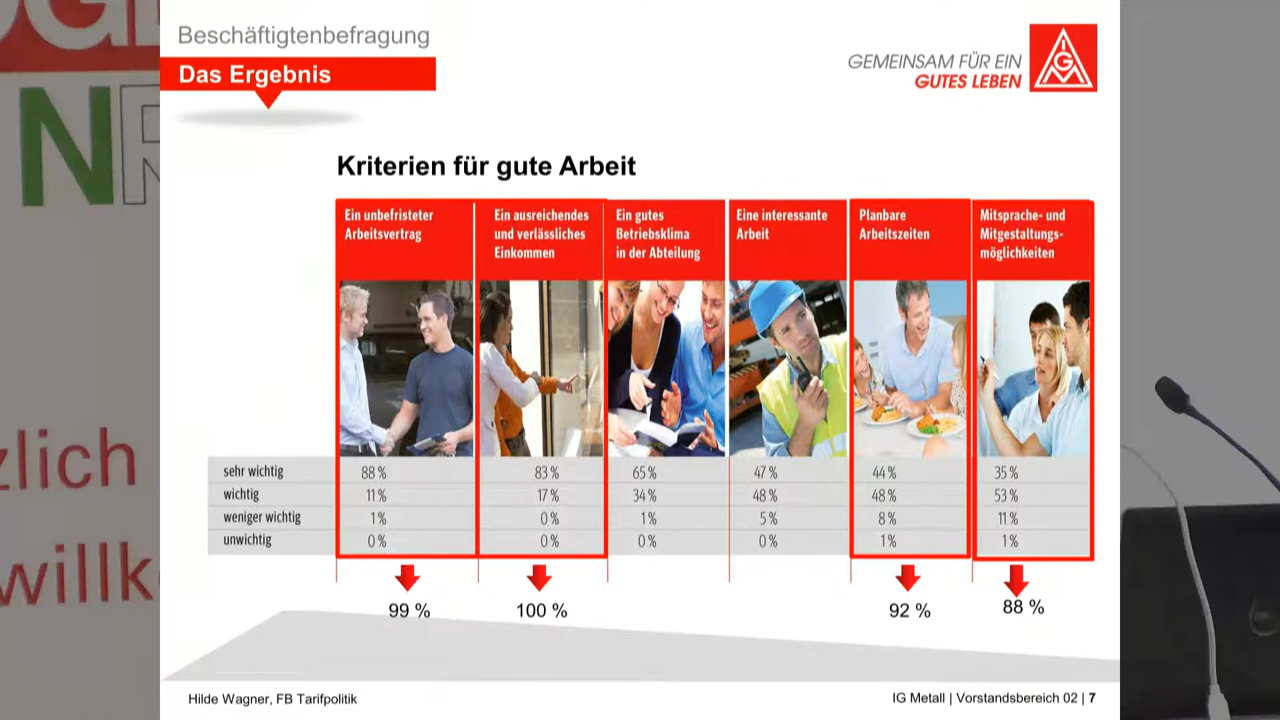 Beschäftigtenbefragung
Das Ergebnis
GEMEINSAM FÜR EIN
GUTES LEBEN
IGM
Kriterien für gute Arbeit
Ein unbefristeter
Arbeitsvertrag
Ein ausreichendes
und verlässliches
Einkommen
Ein gutes
Betriebsklima
in der Abteilung
Eine interessante
Arbeit
Planbare
Arbeitszeiten
Mitsprache- und
Mitgestaltungs-
möglichkeiten
sehr wichtig 88 % 83 % 65 % 47 % 44 % 35 %
wichtig 11 % 17 % 34 % 48 % 48 % 53 %
weniger wichtig 1 % 0 % 1 % 5 % 8 % 11 %
unwichtig 0 % 0 % 0 % 0 % 1 % 1 %
99 % 100 % 92 % 88 %
Hilde Wagner, FB Tarifpolitik
IG Metall | Vorstandsbereich 02 | 7
zlich
willk